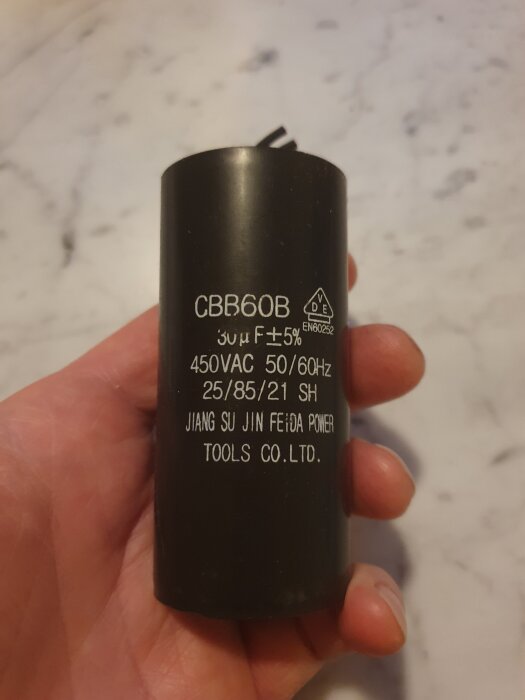 CBB60B
V
D E
EN60252
30µF±5%
450VAC 50/60Hz
25/85/21 SH
JIANG SU JIN FEIDA POWER
TOOLS CO.LTD.